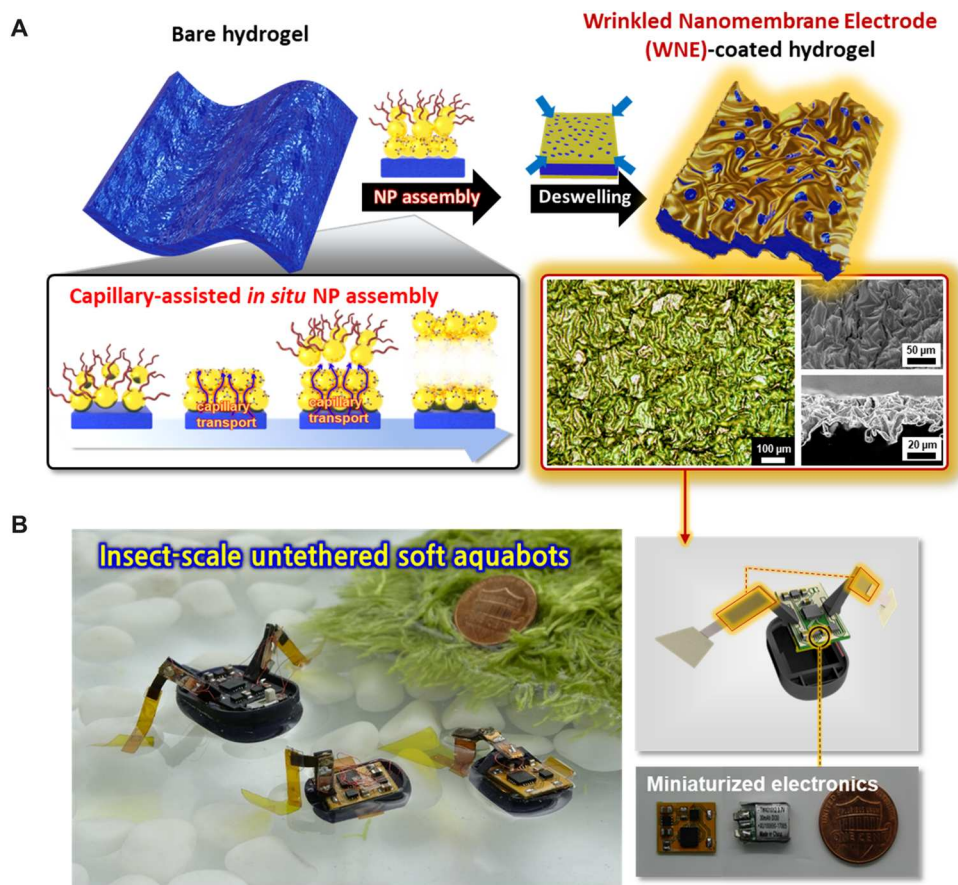 A
Bare hydrogel
Wrinkled Nanomembrane Electrode
(WNE)-coated hydrogel
NP assembly
Deswelling
Capillary-assisted in situ NP assembly
capillary
transport
capillary
transport
100 µm
50 µm
20 µm
B
Insect-scale untethered soft aquabots
Miniaturized electronics